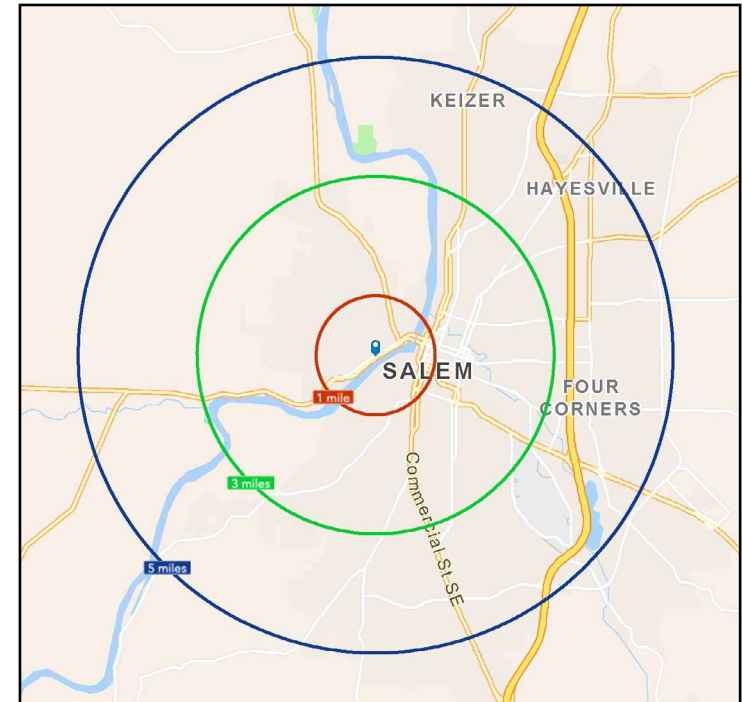 KEIZER
HAYESVILLE
SALEM
FOUR
CORNERS
1 mile
3 miles
Commercial St SE
5 miles